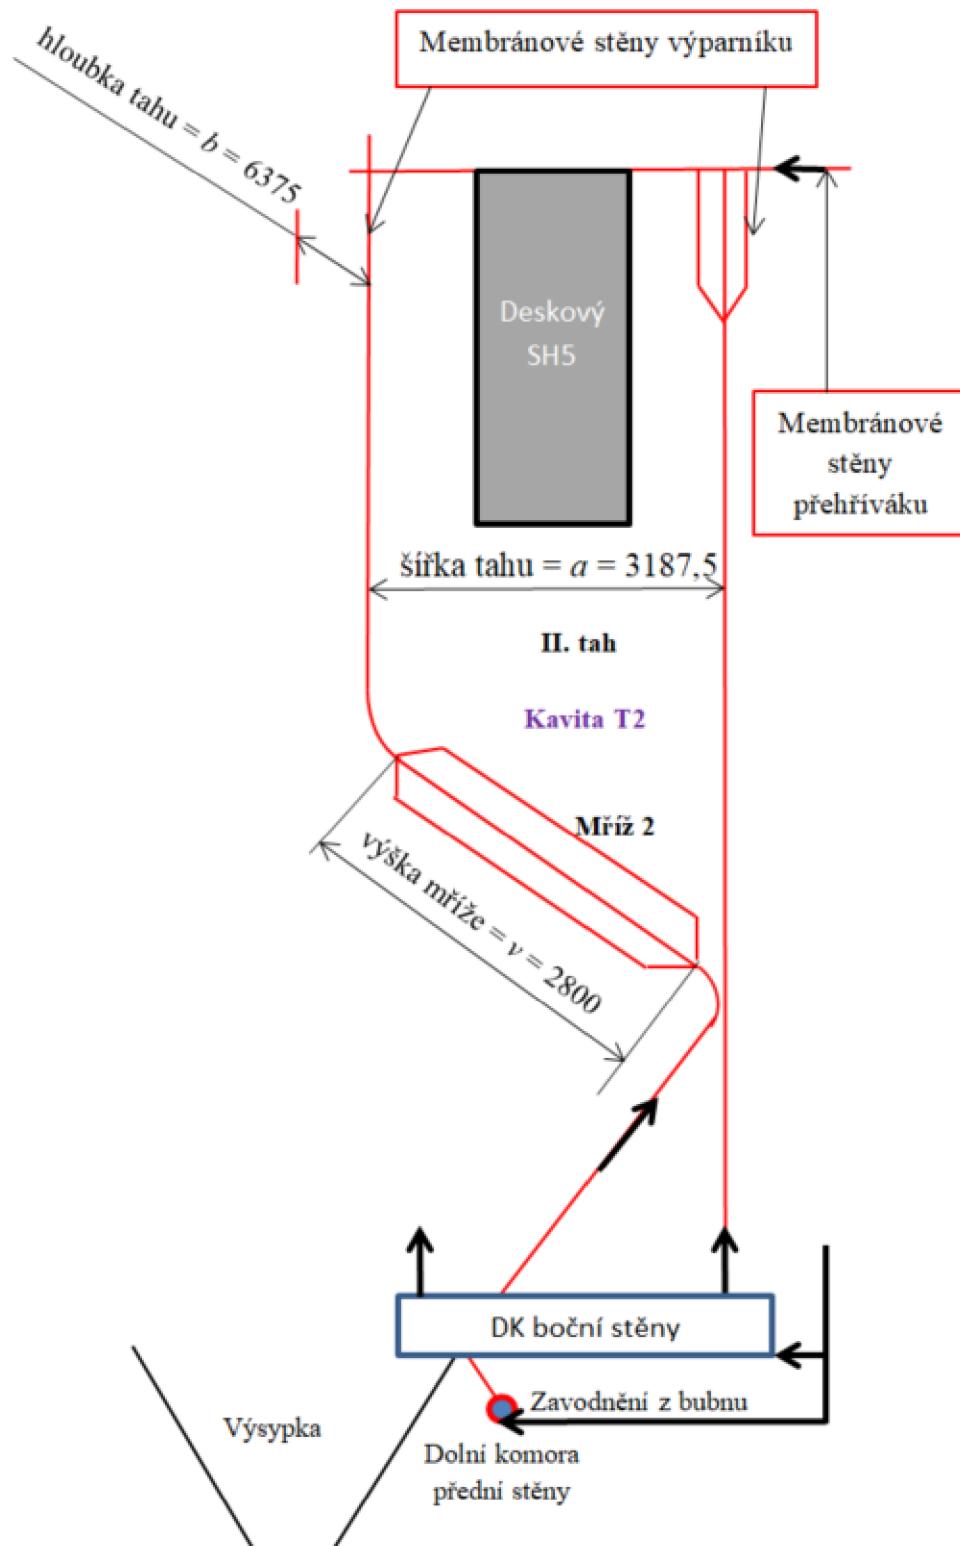 Membránové stěny výparníku
hloubka tahu = b = 6375
Deskový
SH5
Membránové
stěny
přehříváku
šířka tahu = a = 3187,5
II. tah
Kavita T2
Mříž 2
výška mříže = v = 2800
DK boční stěny
Zavodnění z bubnu
Výsypka
Dolní komora
přední stěny